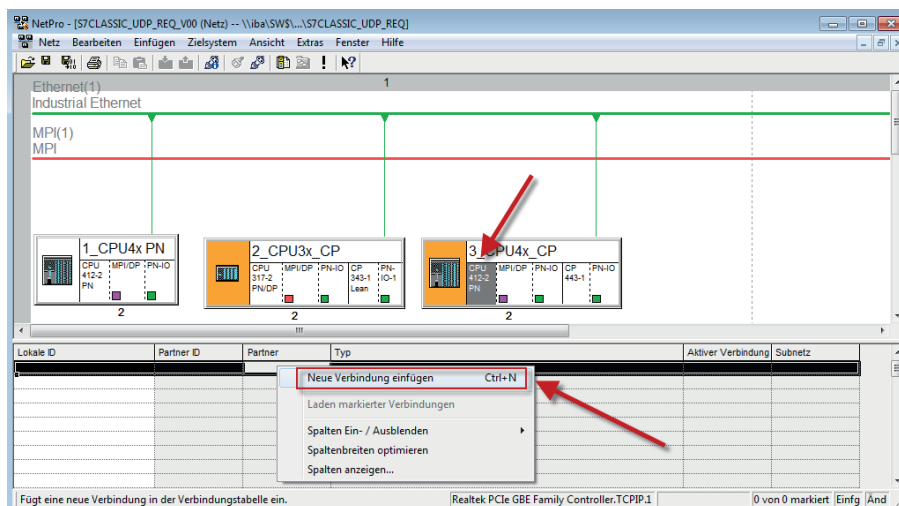 NetPro - [S7CLASSIC_UDP_REQ_V00 (Netz) -- \\iba\SW$\...\S7CLASSIC_UDP_REQ]
Netz Bearbeiten Einfügen Zielsystem Ansicht Extras Fenster Hilfe
1
Ethernet(1)
Industrial Ethernet
MPI(1)
MPI
1_CPU4x PN
CPU 412-2 PN
MPI/DP
PN-IO
2
2_CPU3x_CP
CPU 317-2 PN/DP
MPI/DP
PN-IO
CP 343-1 Lean
PN-IO-1
2
3_CPU4x_CP
CPU 412-2 PN
MPI/DP
PN-IO
CP 443-1
PN-IO
2
Lokale ID Partner ID Partner Typ Aktiver Verbindung Subnetz
Neue Verbindung einfügen Ctrl+N
Laden markierter Verbindungen
Spalten Ein- / Ausblenden
Spaltenbreiten optimieren
Spalten anzeigen...
Fügt eine neue Verbindung in der Verbindungstabelle ein. Realtek PCIe GBE Family Controller.TCPIP.1 0 von 0 markiert Einfg Änd